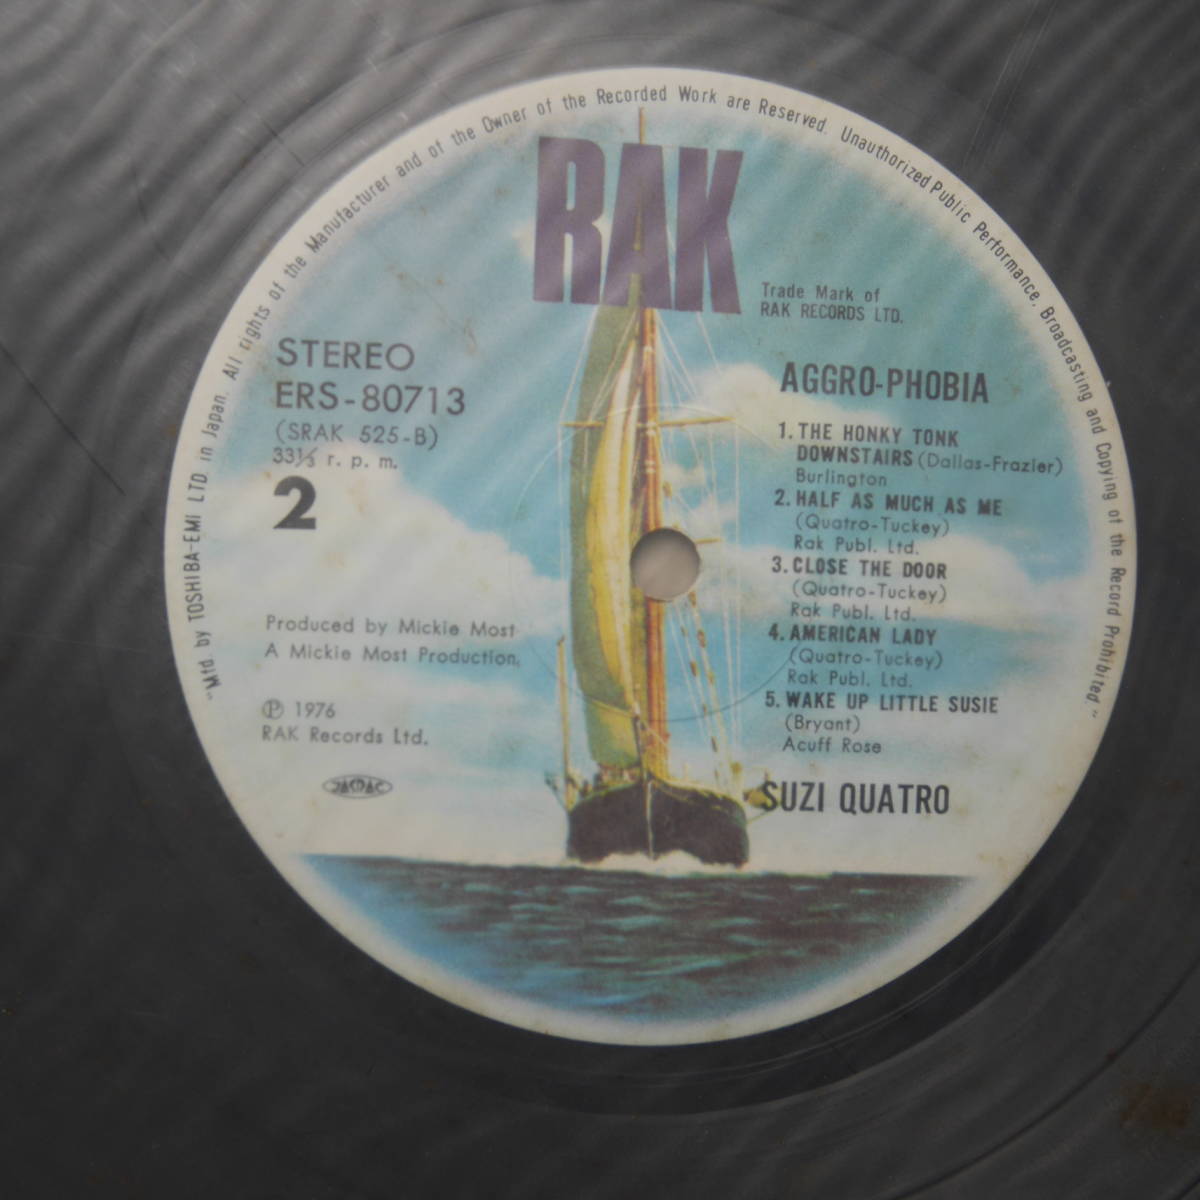 "Mfd. by TOSHIBA-EMI LTD. in Japan. All rights of the Manufacturer and of the Owner of the Recorded Work are Reserved. Unauthorized Public Performance, Broadcasting and Copying of the Record Prohibited."
RAK
Trade Mark of
RAK RECORDS LTD.
STEREO
ERS-80713
(SRAK 525-B)
33⅓ r. p. m.
2
Produced by Mickie Most
A Mickie Most Production.
Ⓟ 1976
RAK Records Ltd.
JASRAC
AGGRO-PHOBIA
1. THE HONKY TONK
DOWNSTAIRS (Dallas-Frazier)
Burlington
2. HALF AS MUCH AS ME
(Quatro-Tuckey)
Rak Publ. Ltd.
3. CLOSE THE DOOR
(Quatro-Tuckey)
Rak Publ. Ltd.
4. AMERICAN LADY
(Quatro-Tuckey)
Rak Publ. Ltd.
5. WAKE UP LITTLE SUSIE
(Bryant)
Acuff Rose
SUZI QUATRO